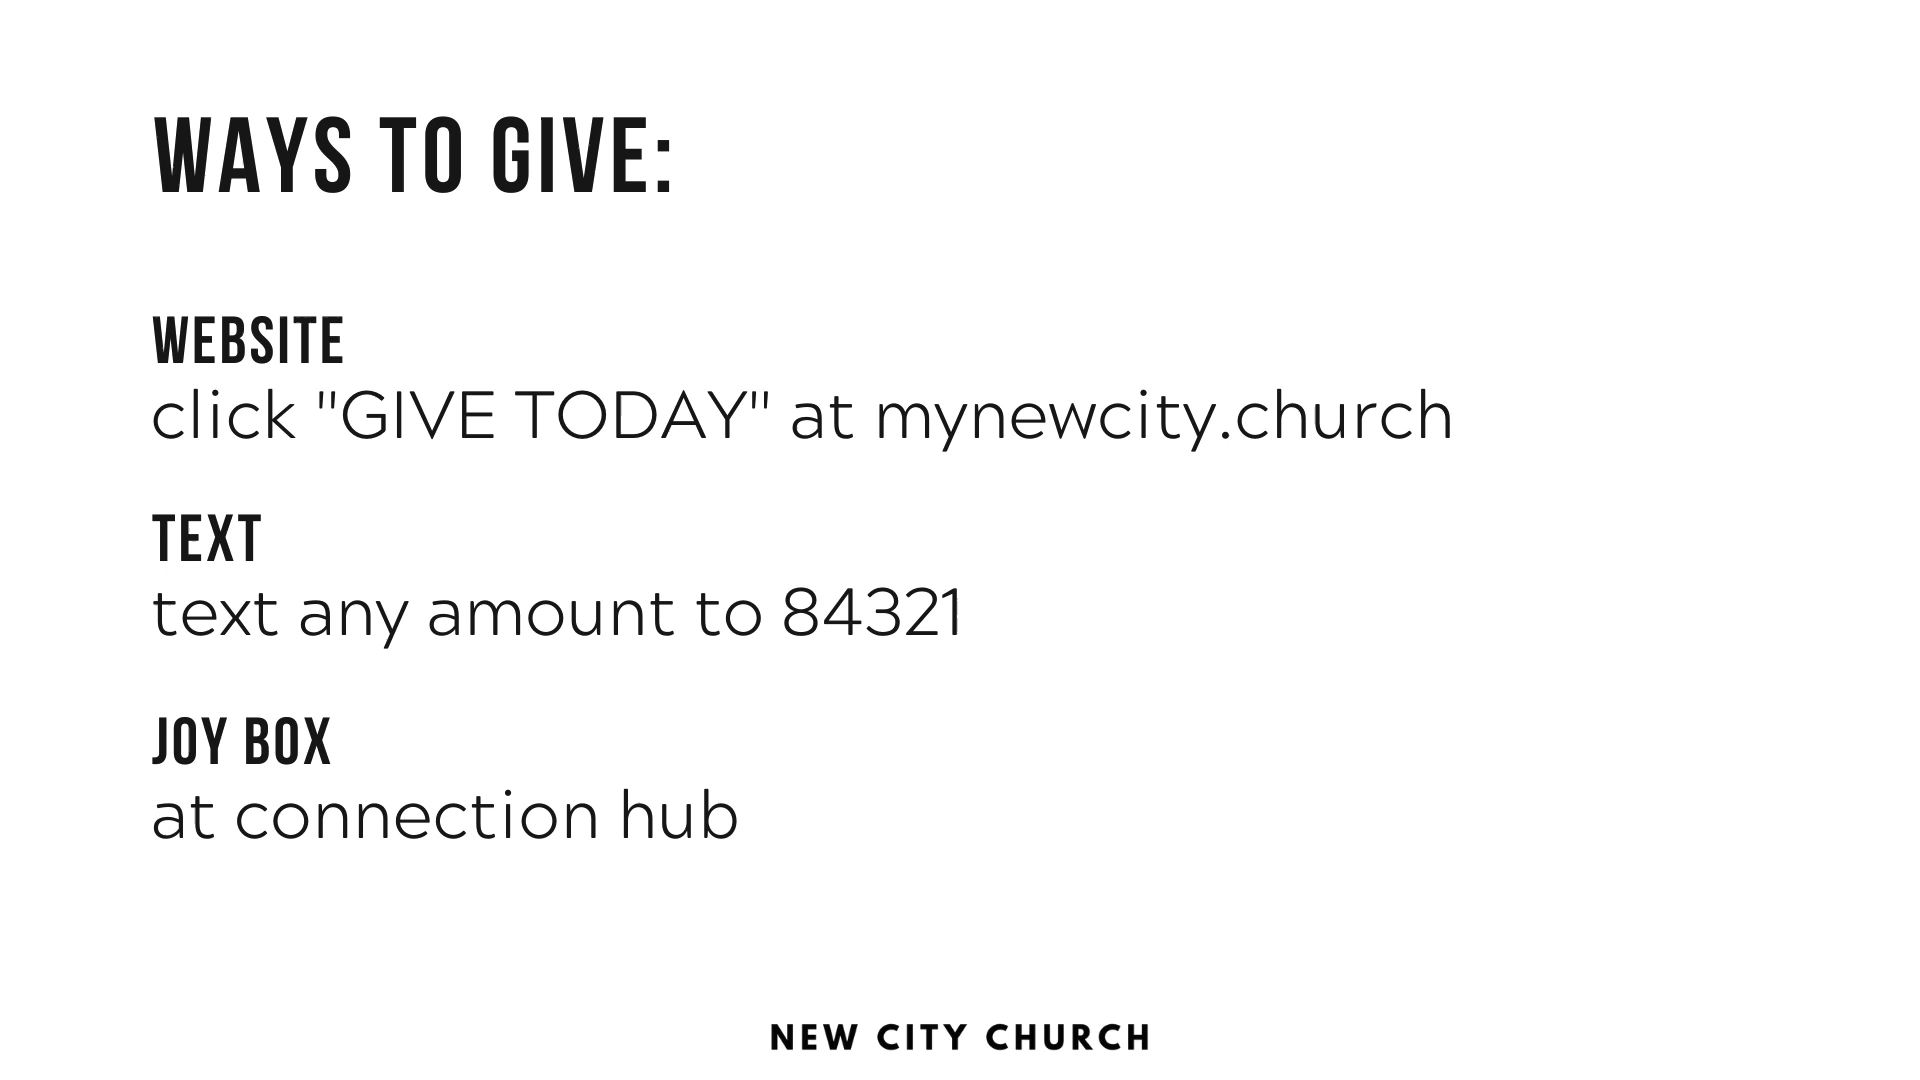 WAYS TO GIVE:
WEBSITE
click "GIVE TODAY" at mynewcity.church
TEXT
text any amount to 84321
JOY BOX
at connection hub
NEW CITY CHURCH